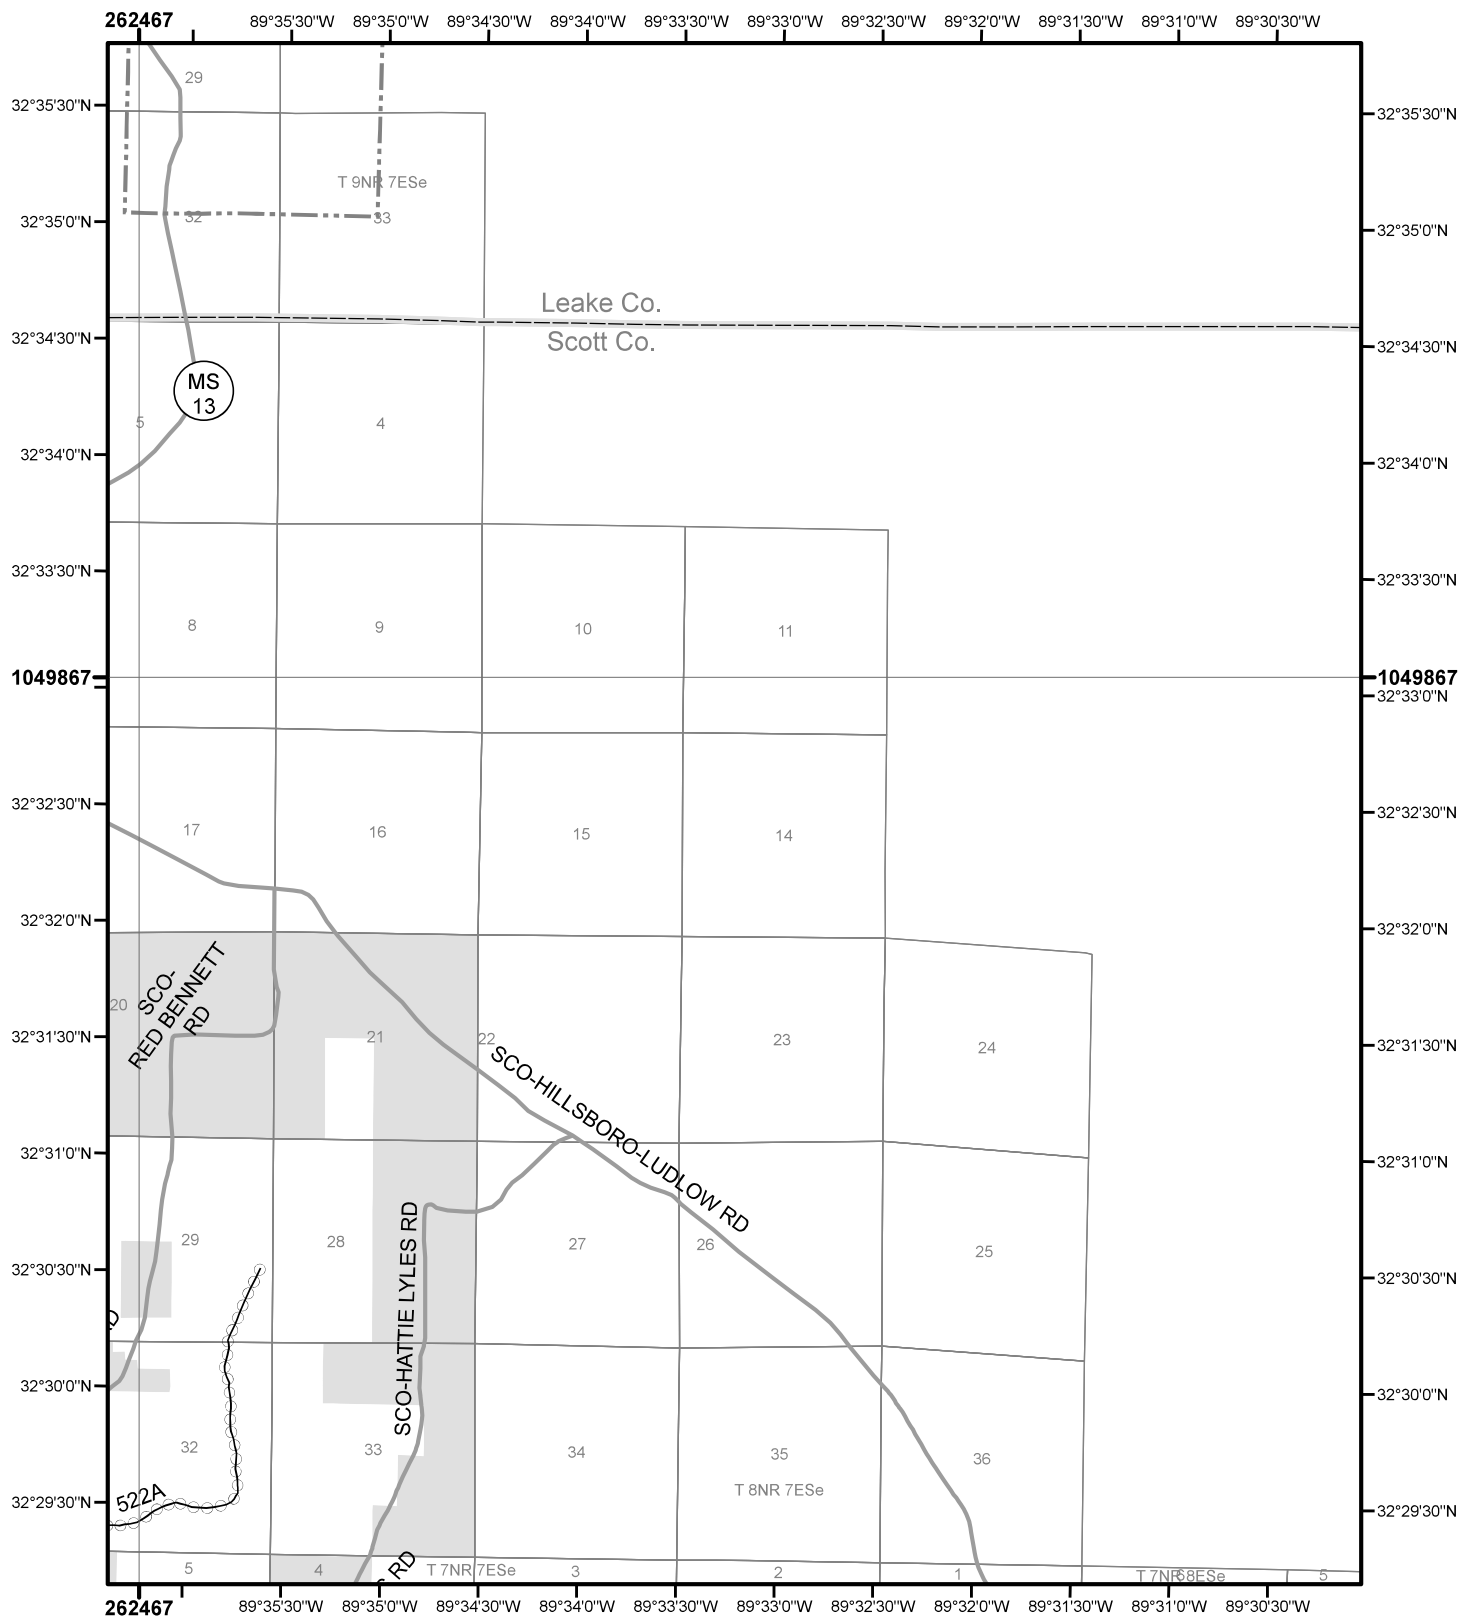 262467 89°35'30"W 89°35'0"W 89°34'30"W 89°34'0"W 89°33'30"W 89°33'0"W 89°32'30"W 89°32'0"W 89°31'30"W 89°31'0"W 89°30'30"W
29
32°35'30"N 32°35'30"N
T 9NR 7ESe
32 33
32°35'0"N 32°35'0"N
Leake Co.
Scott Co.
32°34'30"N 32°34'30"N
MS
13
5 4
32°34'0"N 32°34'0"N
32°33'30"N 32°33'30"N
8 9 10 11
1049867 1049867
32°33'0"N
32°32'30"N 32°32'30"N
17 16 15 14
32°32'0"N 32°32'0"N
SCO-
RED BENNETT
RD
20 21 22 23 24
32°31'30"N 32°31'30"N
SCO-HILLSBORO-LUDLOW RD
32°31'0"N 32°31'0"N
SCO-HATTIE LYLES RD
29 28 27 26 25
32°30'30"N 32°30'30"N
32°30'0"N 32°30'0"N
32 33 34 35 36
T 8NR 7ESe
522A
32°29'30"N 32°29'30"N
5 4 T 7NR 7ESe 3 2 1 T 7NR 8ESe 5
RD
262467 89°35'30"W 89°35'0"W 89°34'30"W 89°34'0"W 89°33'30"W 89°33'0"W 89°32'30"W 89°32'0"W 89°31'30"W 89°31'0"W 89°30'30"W